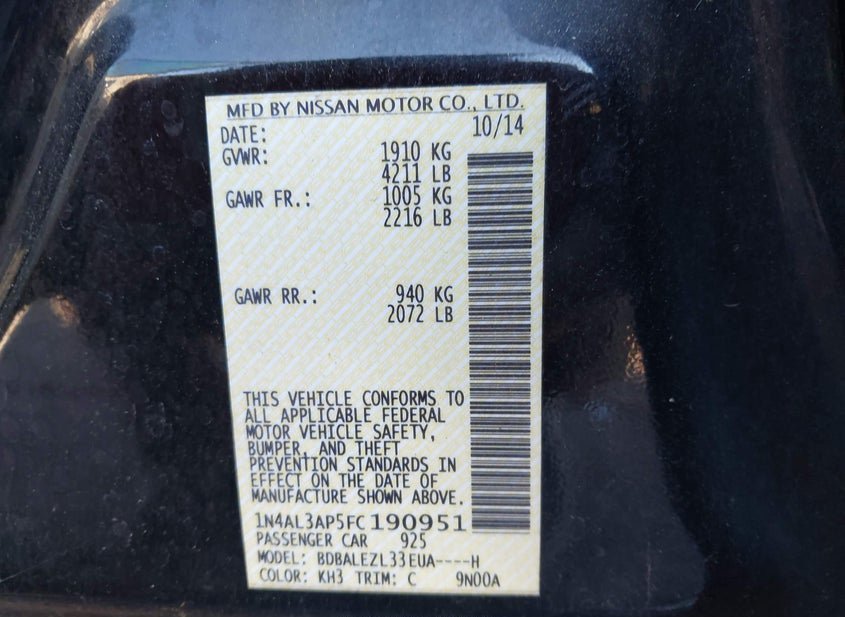 MFD BY NISSAN MOTOR CO., LTD.
DATE: 10/14
GVWR: 1910 KG
4211 LB
GAWR FR.: 1005 KG
2216 LB
GAWR RR.: 940 KG
2072 LB
THIS VEHICLE CONFORMS TO
ALL APPLICABLE FEDERAL
MOTOR VEHICLE SAFETY,
BUMPER, AND THEFT
PREVENTION STANDARDS IN
EFFECT ON THE DATE OF
MANUFACTURE SHOWN ABOVE.
1N4AL3AP5FC190951
PASSENGER CAR 925
MODEL: BDBALEZL33EUA----H
COLOR: KH3 TRIM: C 9N00A